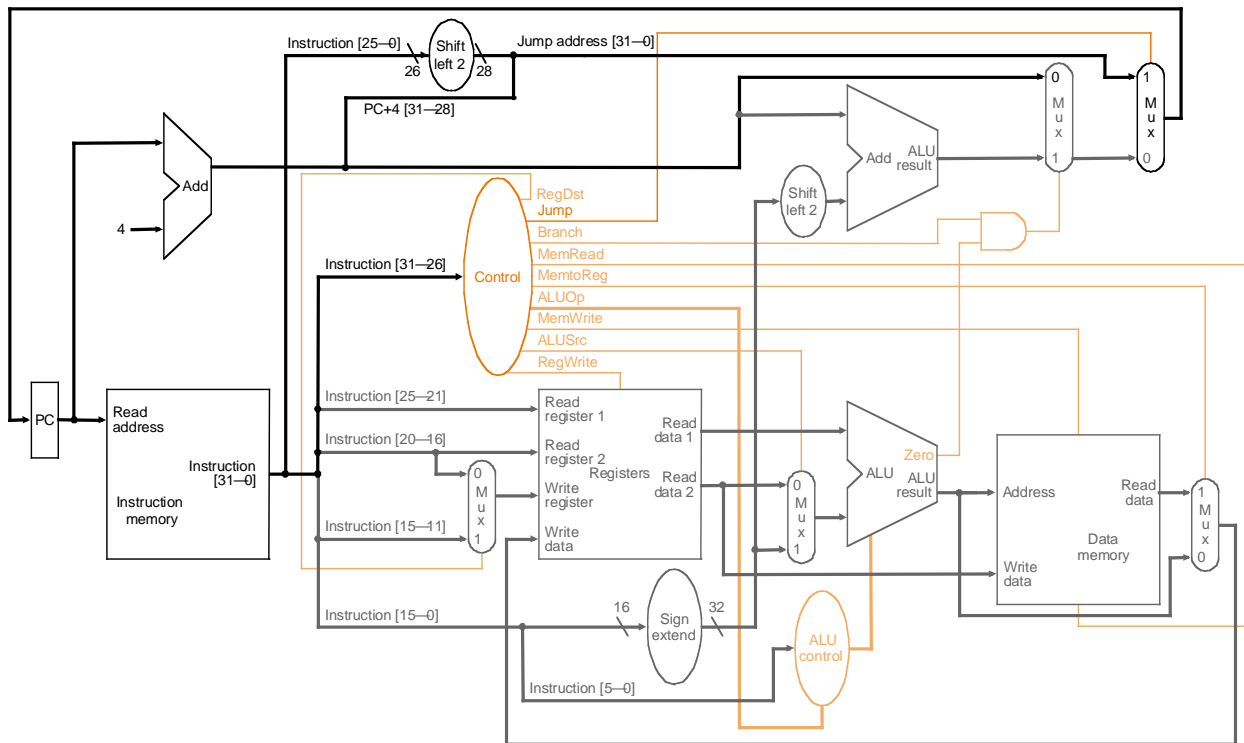 Instruction [25–0]
26
Shift
left 2
28
Jump address [31–0]
PC+4 [31–28]
Add
4
0
M
u
x
1
1
M
u
x
0
Add
ALU
result
Shift
left 2
RegDst
Jump
Branch
MemRead
MemtoReg
ALUOp
MemWrite
ALUSrc
RegWrite
Control
Instruction [31–26]
PC
Read
address
Instruction
[31–0]
Instruction
memory
Instruction [25–21]
Instruction [20–16]
Instruction [15–11]
0
M
u
x
1
Read
register 1
Read
register 2
Write
register
Write
data
Registers
Read
data 1
Read
data 2
0
M
u
x
1
Zero
ALU
ALU
result
Address
Write
data
Read
data
Data
memory
1
M
u
x
0
Instruction [15–0]
16
Sign
extend
32
ALU
control
Instruction [5–0]